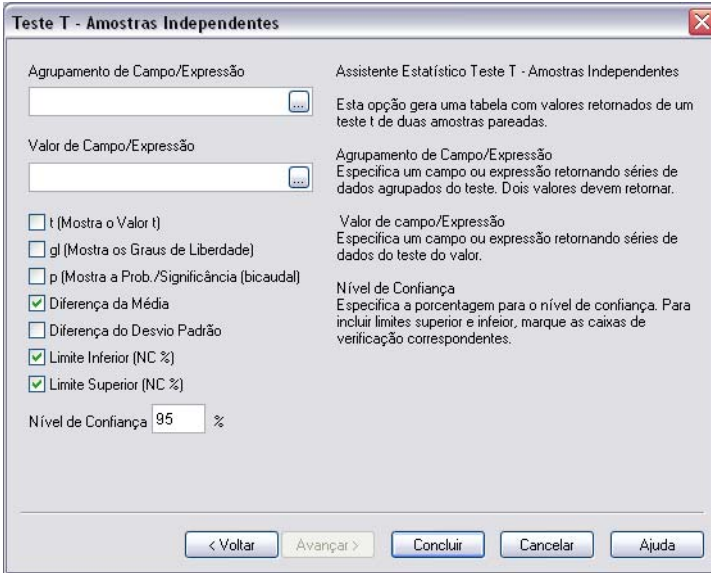 Teste T - Amostras Independentes
Agrupamento de Campo/Expressão
...
Valor de Campo/Expressão
...
t (Mostra o Valor t)
gl (Mostra os Graus de Liberdade)
p (Mostra a Prob./Significância (bicaudal)
Diferença da Média
Diferença do Desvio Padrão
Limite Inferior (NC %)
Limite Superior (NC %)
Nível de Confiança 95 %
Assistente Estatístico Teste T - Amostras Independentes
Esta opção gera uma tabela com valores retornados de um
teste t de duas amostras pareadas.
Agrupamento de Campo/Expressão
Especifica um campo ou expressão retornando séries de
dados agrupados do teste. Dois valores devem retornar.
Valor de campo/Expressão
Especifica um campo ou expressão retornando séries de
dados do teste do valor.
Nível de Confiança
Especifica a porcentagem para o nível de confiança. Para
incluir limites superior e infeior, marque as caixas de
verificação correspondentes.
< Voltar
Avançar >
Concluir
Cancelar
Ajuda